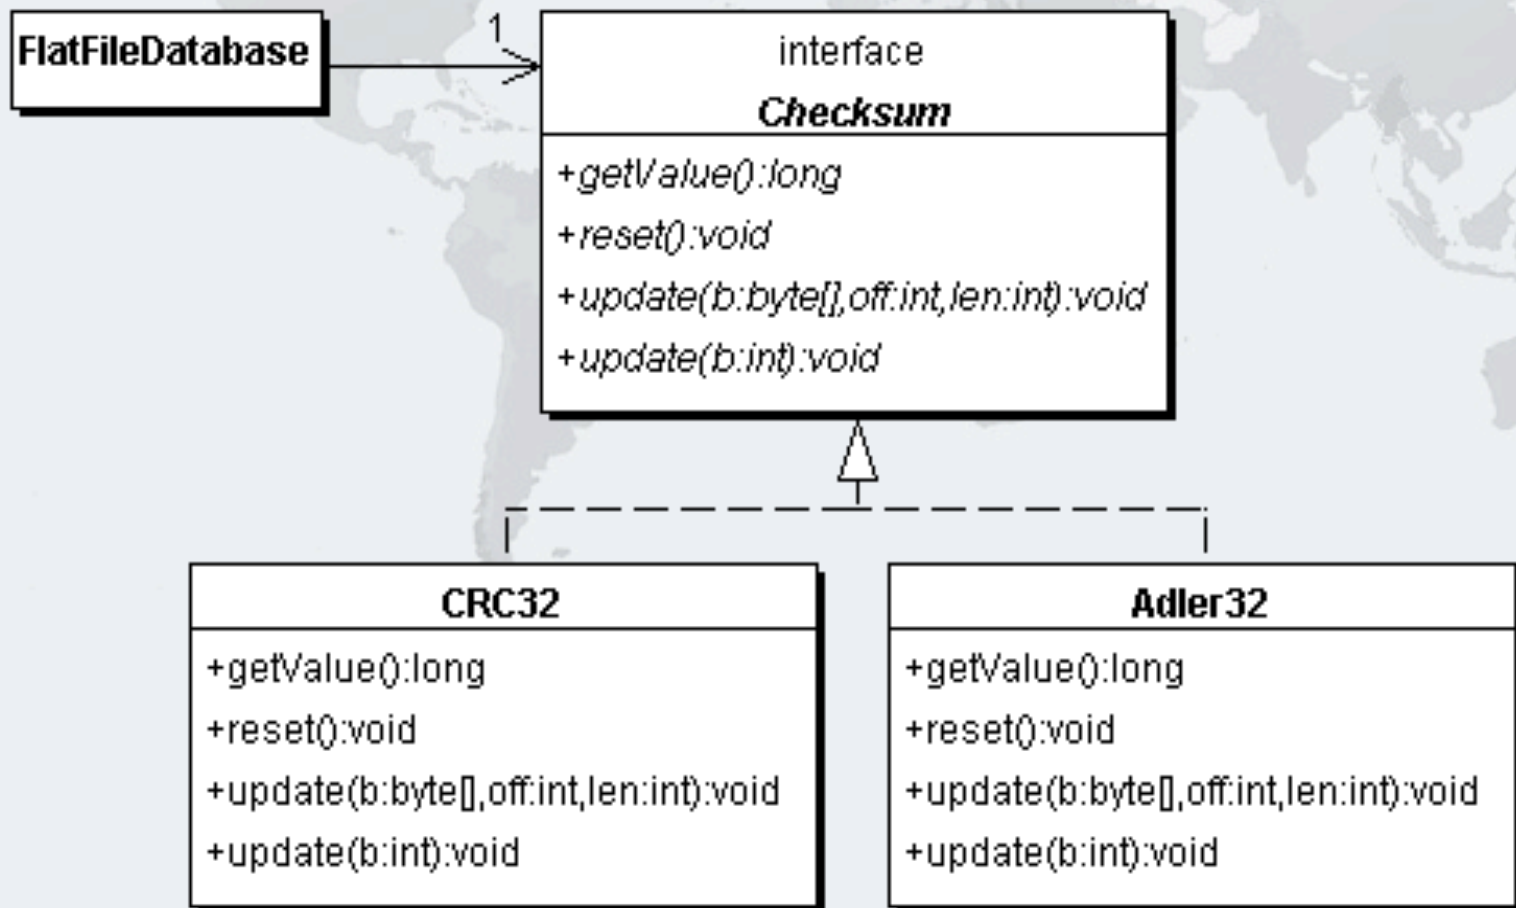 FlatFileDatabase
1
interface
Checksum
+getValue():long
+reset():void
+update(b:byte[],off:int,len:int):void
+update(b:int):void
CRC32
+getValue():long
+reset():void
+update(b:byte[],off:int,len:int):void
+update(b:int):void
Adler32
+getValue():long
+reset():void
+update(b:byte[],off:int,len:int):void
+update(b:int):void